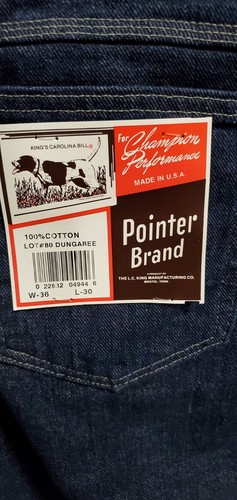 KING'S CAROLINA BILL®
For Champion
Performance
MADE IN U.S.A.
Pointer
Brand
A PRODUCT OF
THE L.C. KING MANUFACTURING CO.
BRISTOL, TENN.
100%COTTON
LOT#80 DUNGAREE
0 22832 04944 6
W-36 L-30